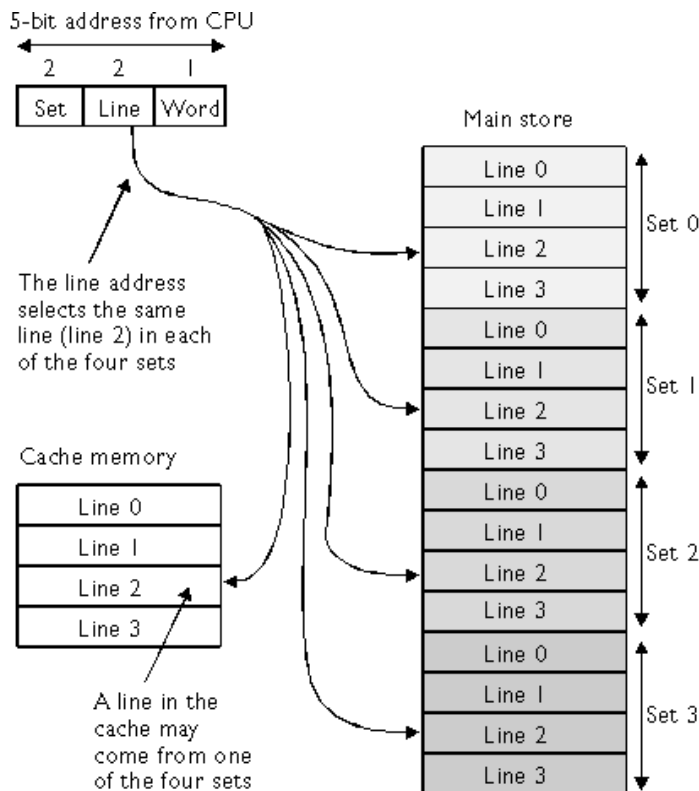 5-bit address from CPU
2 2 1
Set Line Word
The line address
selects the same
line (line 2) in each
of the four sets
Cache memory
Line 0
Line 1
Line 2
Line 3
A line in the
cache may
come from one
of the four sets
Main store
Line 0
Line 1
Line 2
Line 3
Set 0
Line 0
Line 1
Line 2
Line 3
Set 1
Line 0
Line 1
Line 2
Line 3
Set 2
Line 0
Line 1
Line 2
Line 3
Set 3